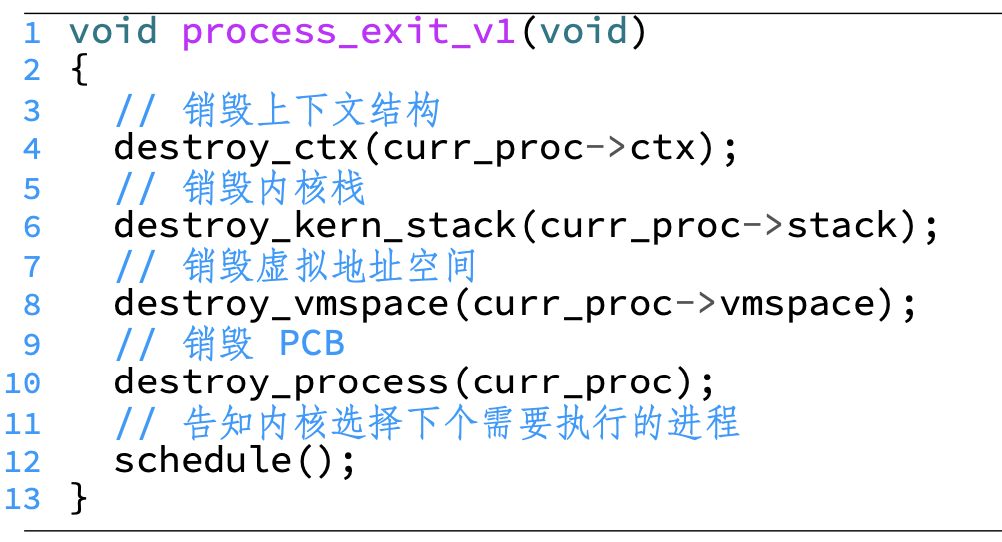 1 void process_exit_v1(void)
2 {
3 // 销毁上下文结构
4 destroy_ctx(curr_proc->ctx);
5 // 销毁内核栈
6 destroy_kern_stack(curr_proc->stack);
7 // 销毁虚拟地址空间
8 destroy_vmspace(curr_proc->vmspace);
9 // 销毁 PCB
10 destroy_process(curr_proc);
11 // 告知内核选择下个需要执行的进程
12 schedule();
13 }